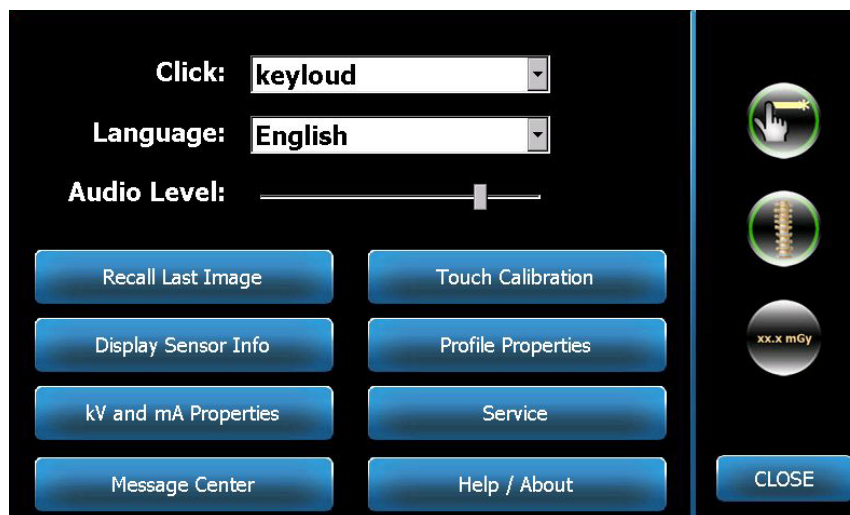 Click: keyloud
Language: English
Audio Level:
Recall Last Image
Touch Calibration
Display Sensor Info
Profile Properties
xx.x mGy
kV and mA Properties
Service
Message Center
Help / About
CLOSE